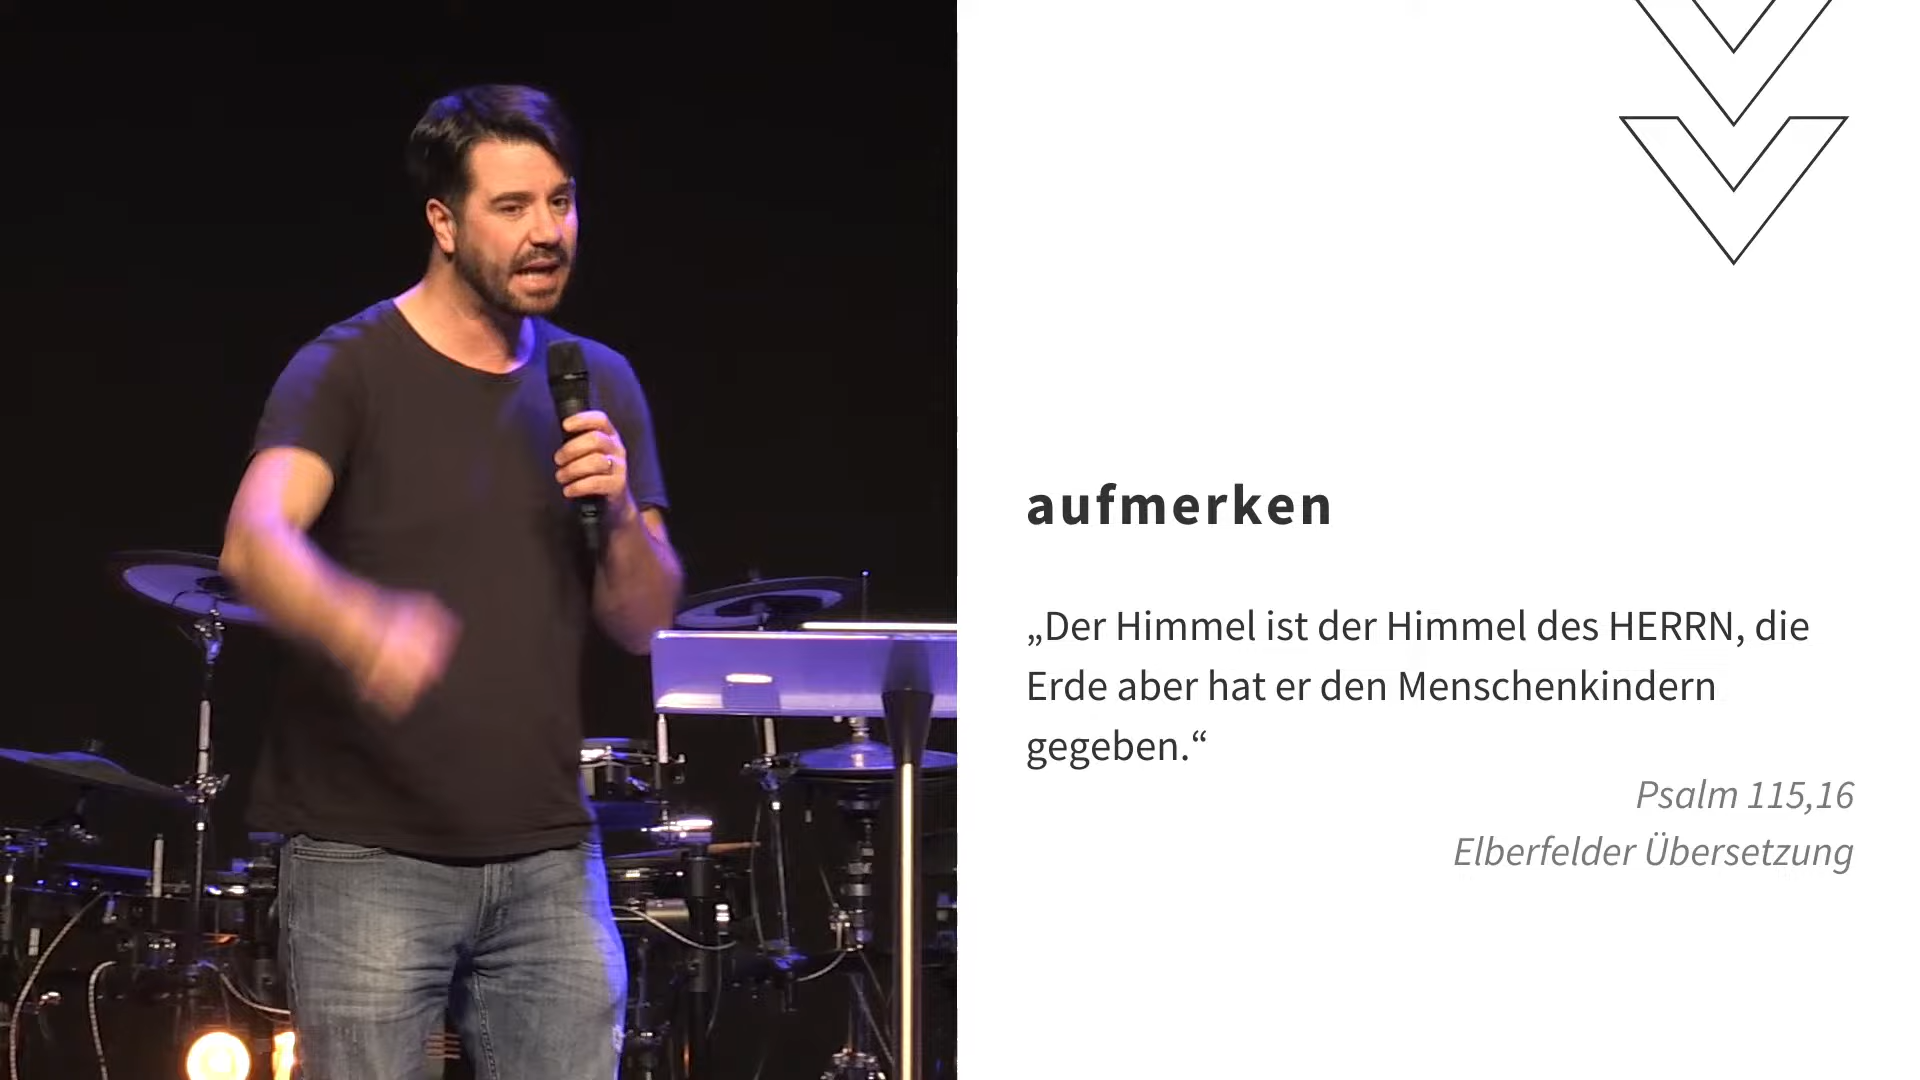 aufmerken
„Der Himmel ist der Himmel des HERRN, die
Erde aber hat er den Menschenkindern
gegeben.“
Psalm 115,16
Elberfelder Übersetzung